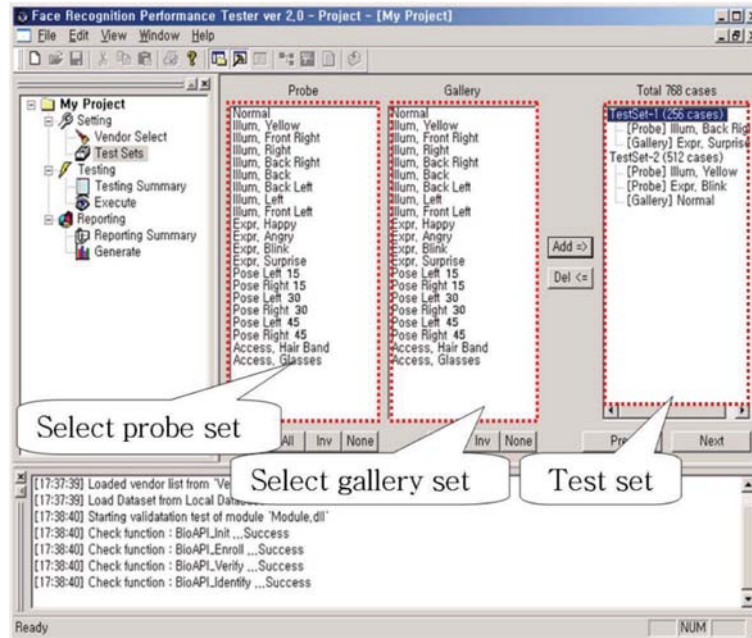 Face Recognition Performance Tester ver 2,0 - Project - [My Project]
File Edit View Window Help
My Project
Setting
Vendor Select
Test Sets
Testing
Testing Summary
Execute
Reporting
Reporting Summary
Generate
Probe
Normal
Illum, Yellow
Illum, Front Right
Illum, Right
Illum, Back Right
Illum, Back
Illum, Back Left
Illum, Left
Illum, Front Left
Expr, Happy
Expr, Angry
Expr, Blink
Expr, Surprise
Pose Left 15
Pose Right 15
Pose Left 30
Pose Right 30
Pose Left 45
Pose Right 45
Access, Hair Band
Access, Glasses
Select probe set
All Inv None
Gallery
Normal
Illum, Yellow
Illum, Front Right
Illum, Right
Illum, Back Right
Illum, Back
Illum, Back Left
Illum, Left
Illum, Front Left
Expr, Happy
Expr, Angry
Expr, Blink
Expr, Surprise
Pose Left 15
Pose Right 15
Pose Left 30
Pose Right 30
Pose Left 45
Pose Right 45
Access, Hair Band
Access, Glasses
Select gallery set
Inv None
Add =>
Del <=
Total 768 cases
TestSet-1 (256 cases)
[Probe] Illum, Back Rig
[Gallery] Expr, Surprise
TestSet-2 (512 cases)
[Probe] Illum, Yellow
[Probe] Expr, Blink
[Gallery] Normal
Test set
Pre Next
[17:37:39] Loaded vendor list from 'Ve
[17:37:39] Load Dataset from Local Da
[17:38:40] Starting validatation test of module 'Module,dll'
[17:38:40] Check function : BioAPI_Init ,,,Success
[17:38:40] Check function : BioAPI_Enroll ,,,Success
[17:38:40] Check function : BioAPI_Verify ,,,Success
[17:38:40] Check function : BioAPI_Identify ,,,Success
Ready
NUM